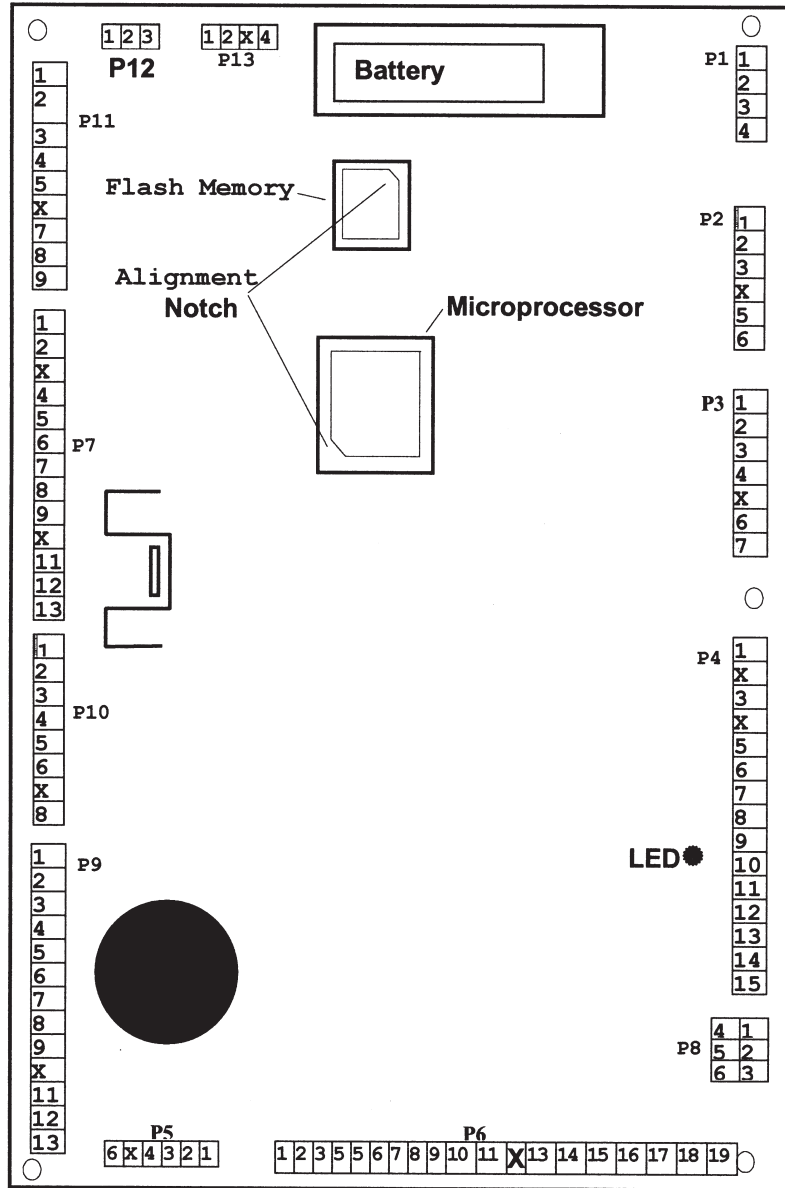 1 2 3
P12
1 2 X 4
P13
Battery
P1
1
2
3
4
1
2
3
4
5
X
7
8
9
P11
Flash Memory
Alignment
Notch
Microprocessor
P2
1
2
3
X
5
6
1
2
X
4
5
6
7
8
9
X
11
12
13
P7
P3
1
2
3
4
X
6
7
1
2
3
4
5
6
X
8
P10
P4
1
X
3
X
5
6
7
8
9
10
11
12
13
14
15
LED
1
2
3
4
5
6
7
8
9
X
11
12
13
P9
P8
4 1
5 2
6 3
P5
6 X 4 3 2 1
P6
1 2 3 5 5 6 7 8 9 10 11 X 13 14 15 16 17 18 19